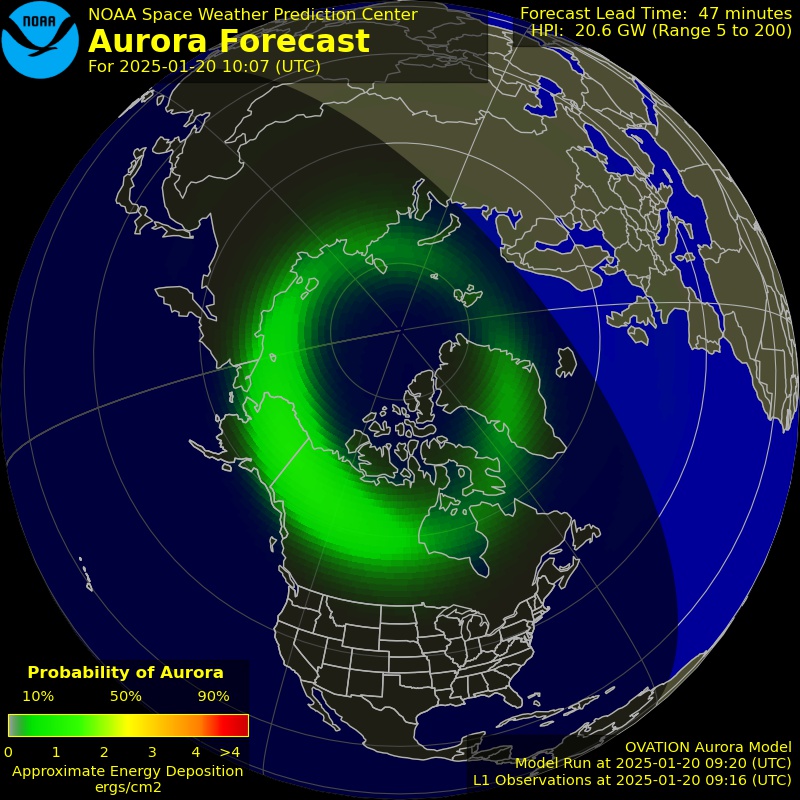 NOAA
NOAA Space Weather Prediction Center
Aurora Forecast
For 2025-01-20 10:07 (UTC)
Forecast Lead Time: 47 minutes
HPI: 20.6 GW (Range 5 to 200)
Probability of Aurora
10% 50% 90%
0 1 2 3 4 >4
Approximate Energy Deposition
ergs/cm2
OVATION Aurora Model
Model Run at 2025-01-20 09:20 (UTC)
L1 Observations at 2025-01-20 09:16 (UTC)